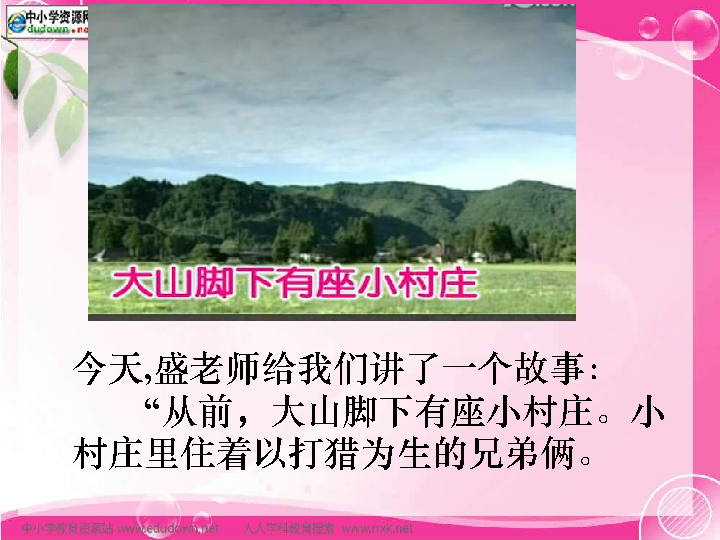 中小学资源网
dudown.ne
大山脚下有座小村庄
今天,盛老师给我们讲了一个故事:
“从前，大山脚下有座小村庄。小
村庄里住着以打猎为生的兄弟俩。
中小学教育资源站 www.edudown.net 人人学科教育搜索 www.rrxk.net